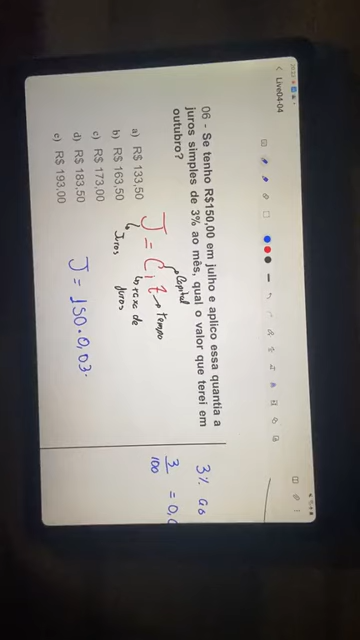 Live04-04
06 - Se tenho R$150,00 em julho e aplico essa quantia a
juros simples de 3% ao mês, qual o valor que terei em
outubro?
a) R$ 133,50
b) R$ 163,50
c) R$ 173,00
d) R$ 183,50
e) R$ 193,00
J = C i t
Capital
tempo
taxa de
juros
Juros
J = 150 · 0,03 ·
3% ao
3
100
= 0,0